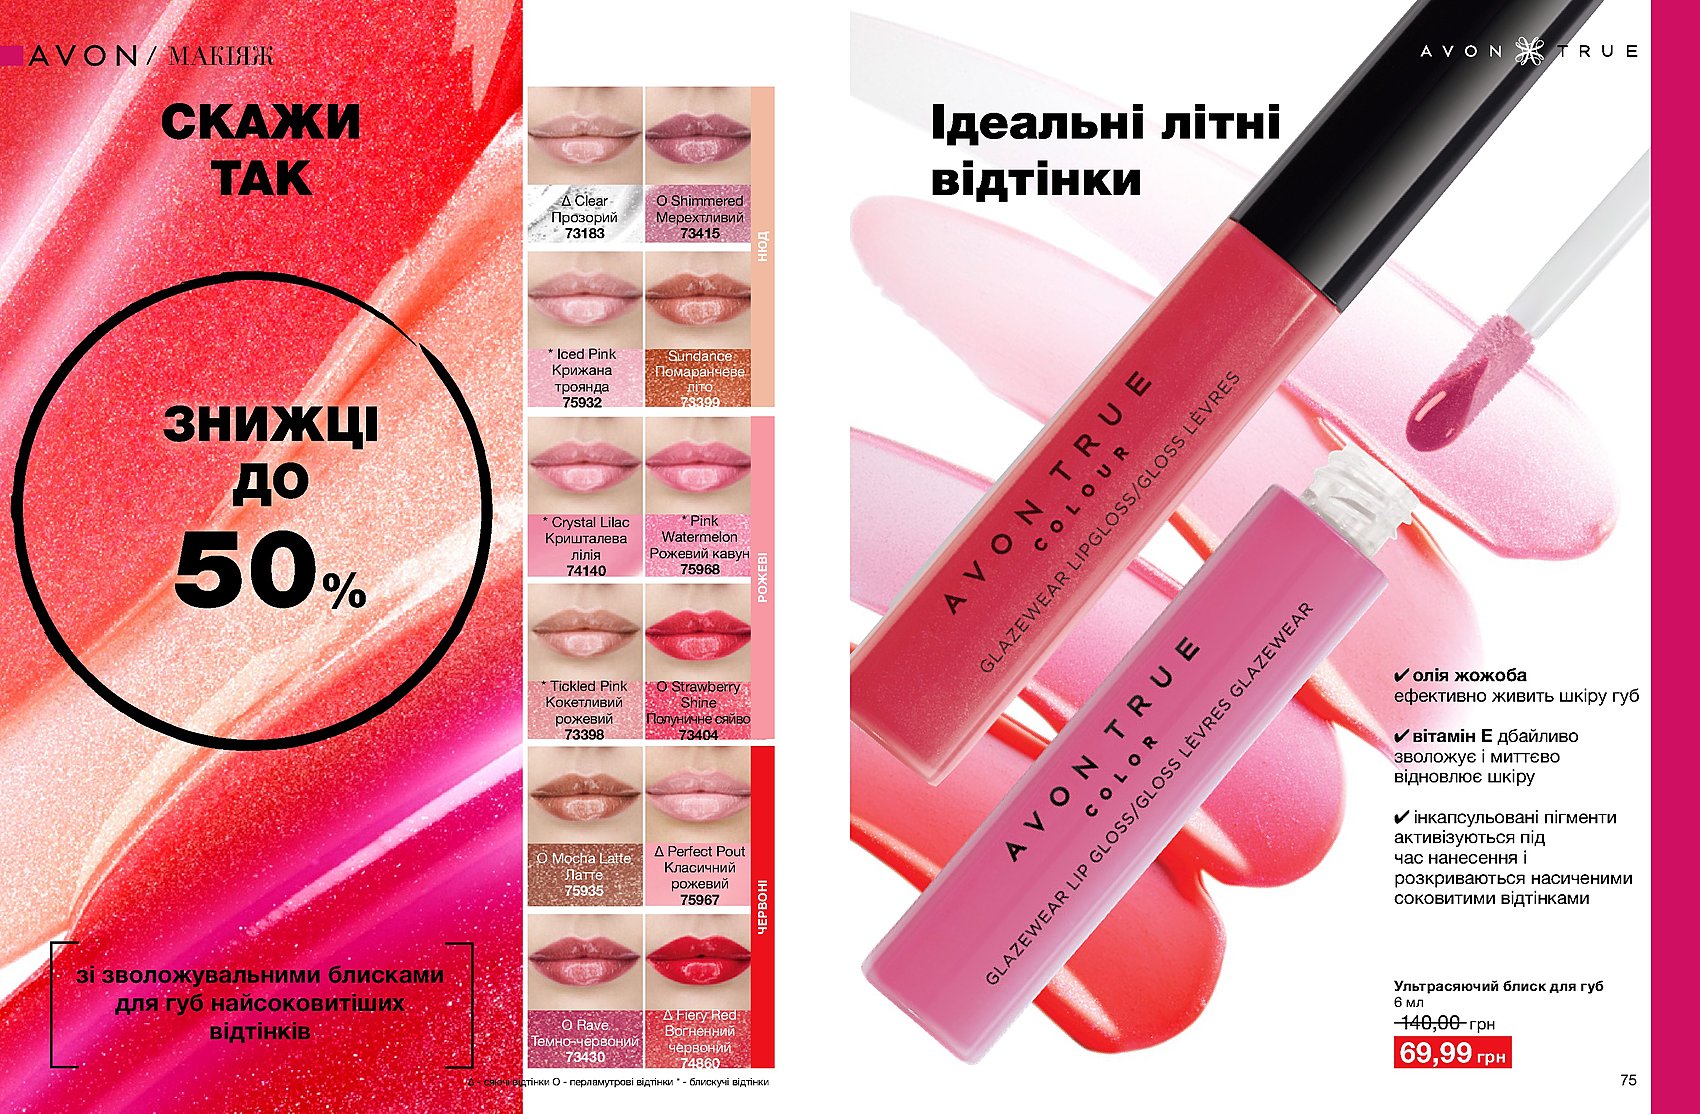 AVON / МАКІЯЖ
СКАЖИ
ТАК
ЗНИЖЦІ
ДО
50%
зі зволожувальними блисками
для губ найсоковитіших
відтінків
Δ Clear
Прозорий
73183
O Shimmered
Мерехтливий
73415
* Iced Pink
Крижана
троянда
75932
Sundance
Помаранчеве
літо
73399
НЮД
* Crystal Lilac
Кришталева
лілія
74140
* Pink
Watermelon
Рожевий кавун
75968
* Tickled Pink
Кокетливий
рожевий
73398
O Strawberry
Shine
Полуничне сяйво
73404
РОЖЕВІ
O Mocha Latte
Латте
75935
Δ Perfect Pout
Класичний
рожевий
75967
O Rave
Темно-червоний
73430
Δ Fiery Red
Вогненний
червоний
74860
ЧЕРВОНІ
Δ - сяючі відтінки O - перламутрові відтінки * - блискучі відтінки
AVON TRUE
Ідеальні літні
відтінки
AVON TRUE
COLOUR
GLAZEWEAR LIPGLOSS/GLOSS LÈVRES
AVON TRUE
COLOR
GLAZEWEAR LIP GLOSS/GLOSS LÈVRES GLAZEWEAR
✔ олія жожоба
ефективно живить шкіру губ
✔ вітамін Е дбайливо
зволожує і миттєво
відновлює шкіру
✔ інкапсульовані пігменти
активізуються під
час нанесення і
розкриваються насиченими
соковитими відтінками
Ультрасяючий блиск для губ
6 мл
140,00 грн
69,99 грн
75